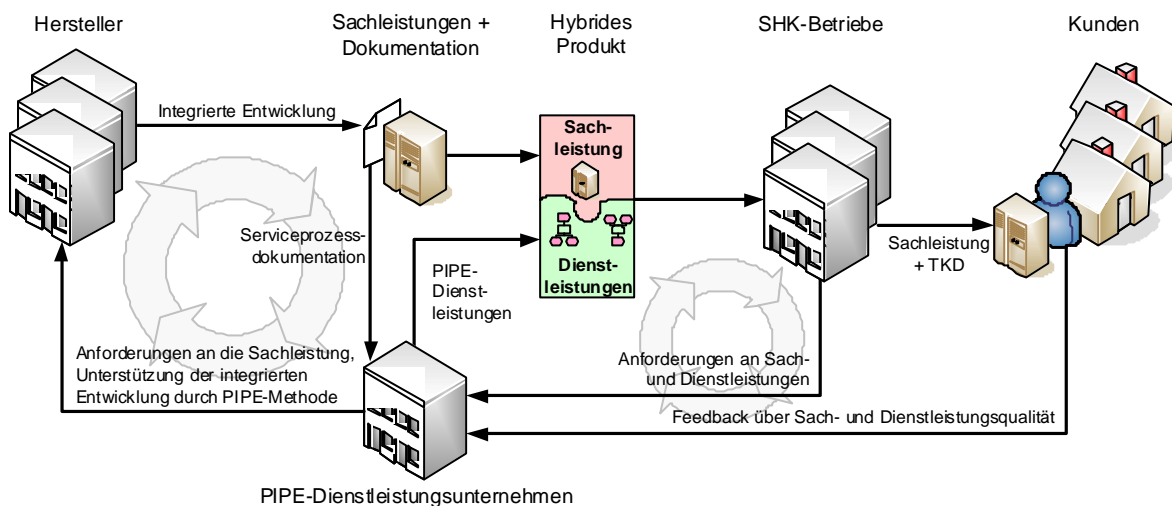 Hersteller
Sachleistungen +
Dokumentation
Hybrides
Produkt
SHK-Betriebe
Kunden
Integrierte Entwicklung
Sach-
leistung
Dienst-
leistungen
Serviceprozess-
dokumentation
PIPE-
Dienst-
leistungen
Sachleistung
+ TKD
Anforderungen an die Sachleistung,
Unterstützung der integrierten
Entwicklung durch PIPE-Methode
Anforderungen an Sach-
und Dienstleistungen
Feedback über Sach- und Dienstleistungsqualität
PIPE-Dienstleistungsunternehmen